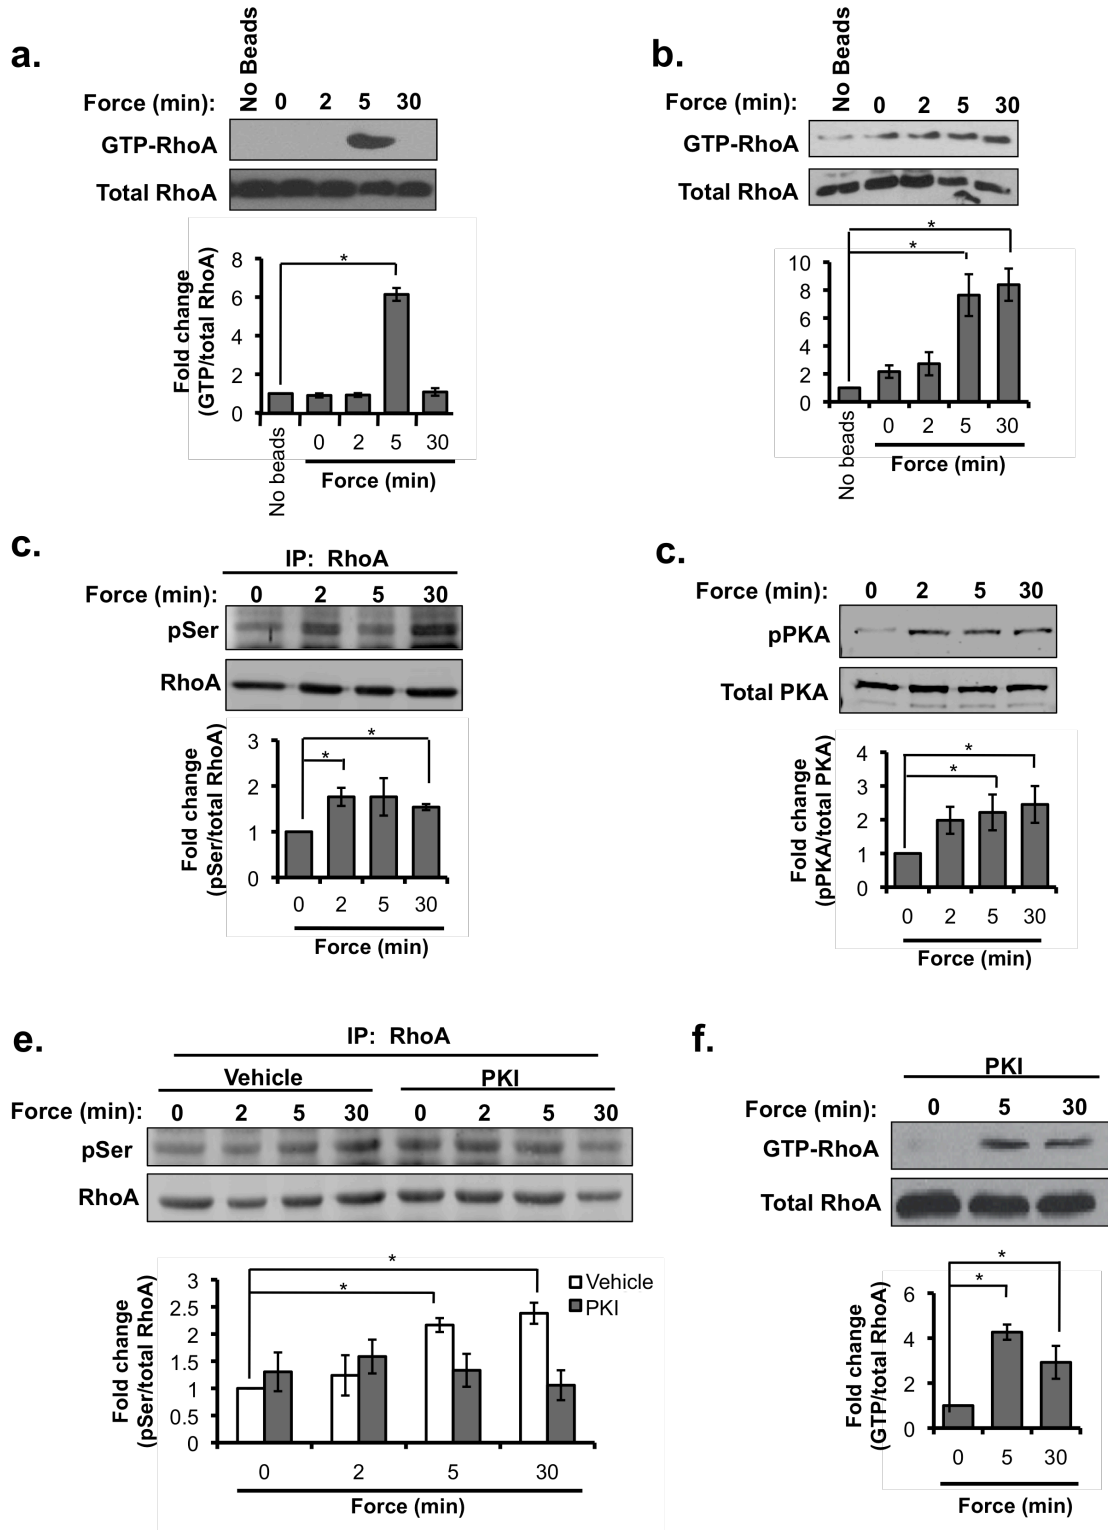 a.
No Beads
Force (min): 0 2 5 30
GTP-RhoA
Total RhoA
Fold change
(GTP/total RhoA)
8
6
4
2
0
*
No beads 0 2 5 30
Force (min)
b.
No Beads
Force (min): 0 2 5 30
GTP-RhoA
Total RhoA
*
*
10
8
6
4
2
0
No beads 0 2 5 30
Force (min)
c.
IP: RhoA
Force (min): 0 2 5 30
pSer
RhoA
Fold change
(pSer/total RhoA)
3
2
1
0
*
*
0 2 5 30
Force (min)
c.
Force (min): 0 2 5 30
pPKA
Total PKA
Fold change
(pPKA/total PKA)
4
3
2
1
0
*
*
0 2 5 30
Force (min)
e.
IP: RhoA
Vehicle PKI
Force (min): 0 2 5 30 0 2 5 30
pSer
RhoA
Fold change
(pSer/total RhoA)
3
2.5
2
1.5
1
0.5
0
*
*
Vehicle
PKI
0 2 5 30
Force (min)
f.
PKI
Force (min): 0 5 30
GTP-RhoA
Total RhoA
Fold change
(GTP/total RhoA)
6
4
2
0
*
*
0 5 30
Force (min)